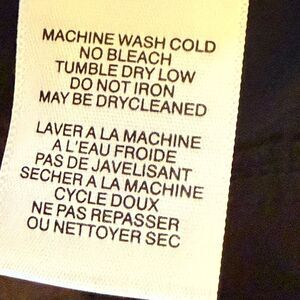 MACHINE WASH COLD
NO BLEACH
TUMBLE DRY LOW
DO NOT IRON
MAY BE DRYCLEANED
LAVER A LA MACHINE
A L'EAU FROIDE
PAS DE JAVELISANT
SECHER A LA MACHINE
CYCLE DOUX
NE PAS REPASSER
OU NETTOYER SEC